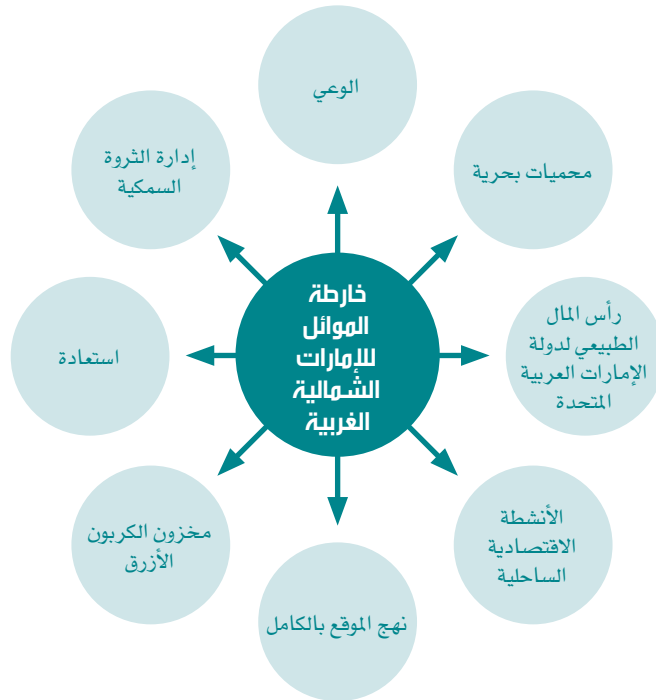 الوعي
محميات بحرية
إدارة الثروة
السمكية
خارطة
الموائل
للإمارات
الشمالية
الغربية
رأس المال
الطبيعي لدولة
الإمارات العربية
المتحدة
استعادة
الأنشطة
الاقتصادية
الساحلية
مخزون الكربون
الأزرق
نهج الموقع بالكامل